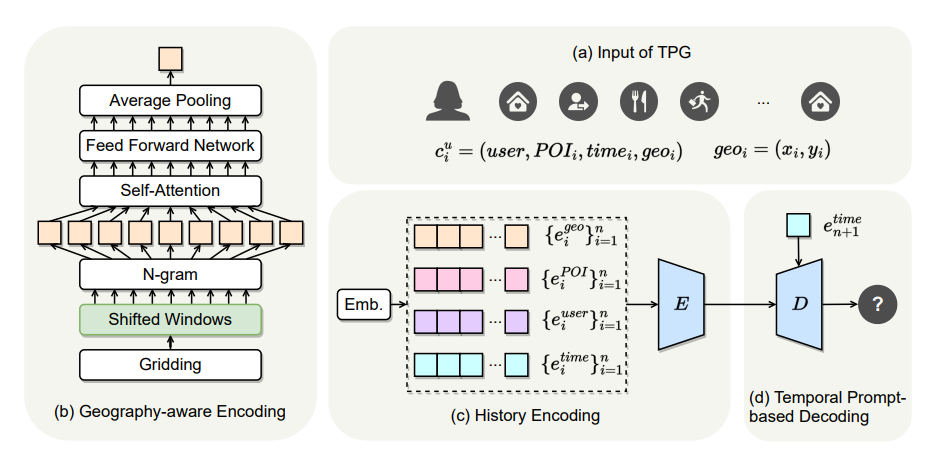 (a) Input of TPG
...
c_i^u = (user, POI_i, time_i, geo_i)
geo_i = (x_i, y_i)
Average Pooling
Feed Forward Network
Self-Attention
N-gram
Shifted Windows
Gridding
(b) Geography-aware Encoding
Emb.
... {e_i^{geo}}_{i=1}^n
... {e_i^{POI}}_{i=1}^n
... {e_i^{user}}_{i=1}^n
... {e_i^{time}}_{i=1}^n
E
(c) History Encoding
e_{n+1}^{time}
D
?
(d) Temporal Prompt-
based Decoding